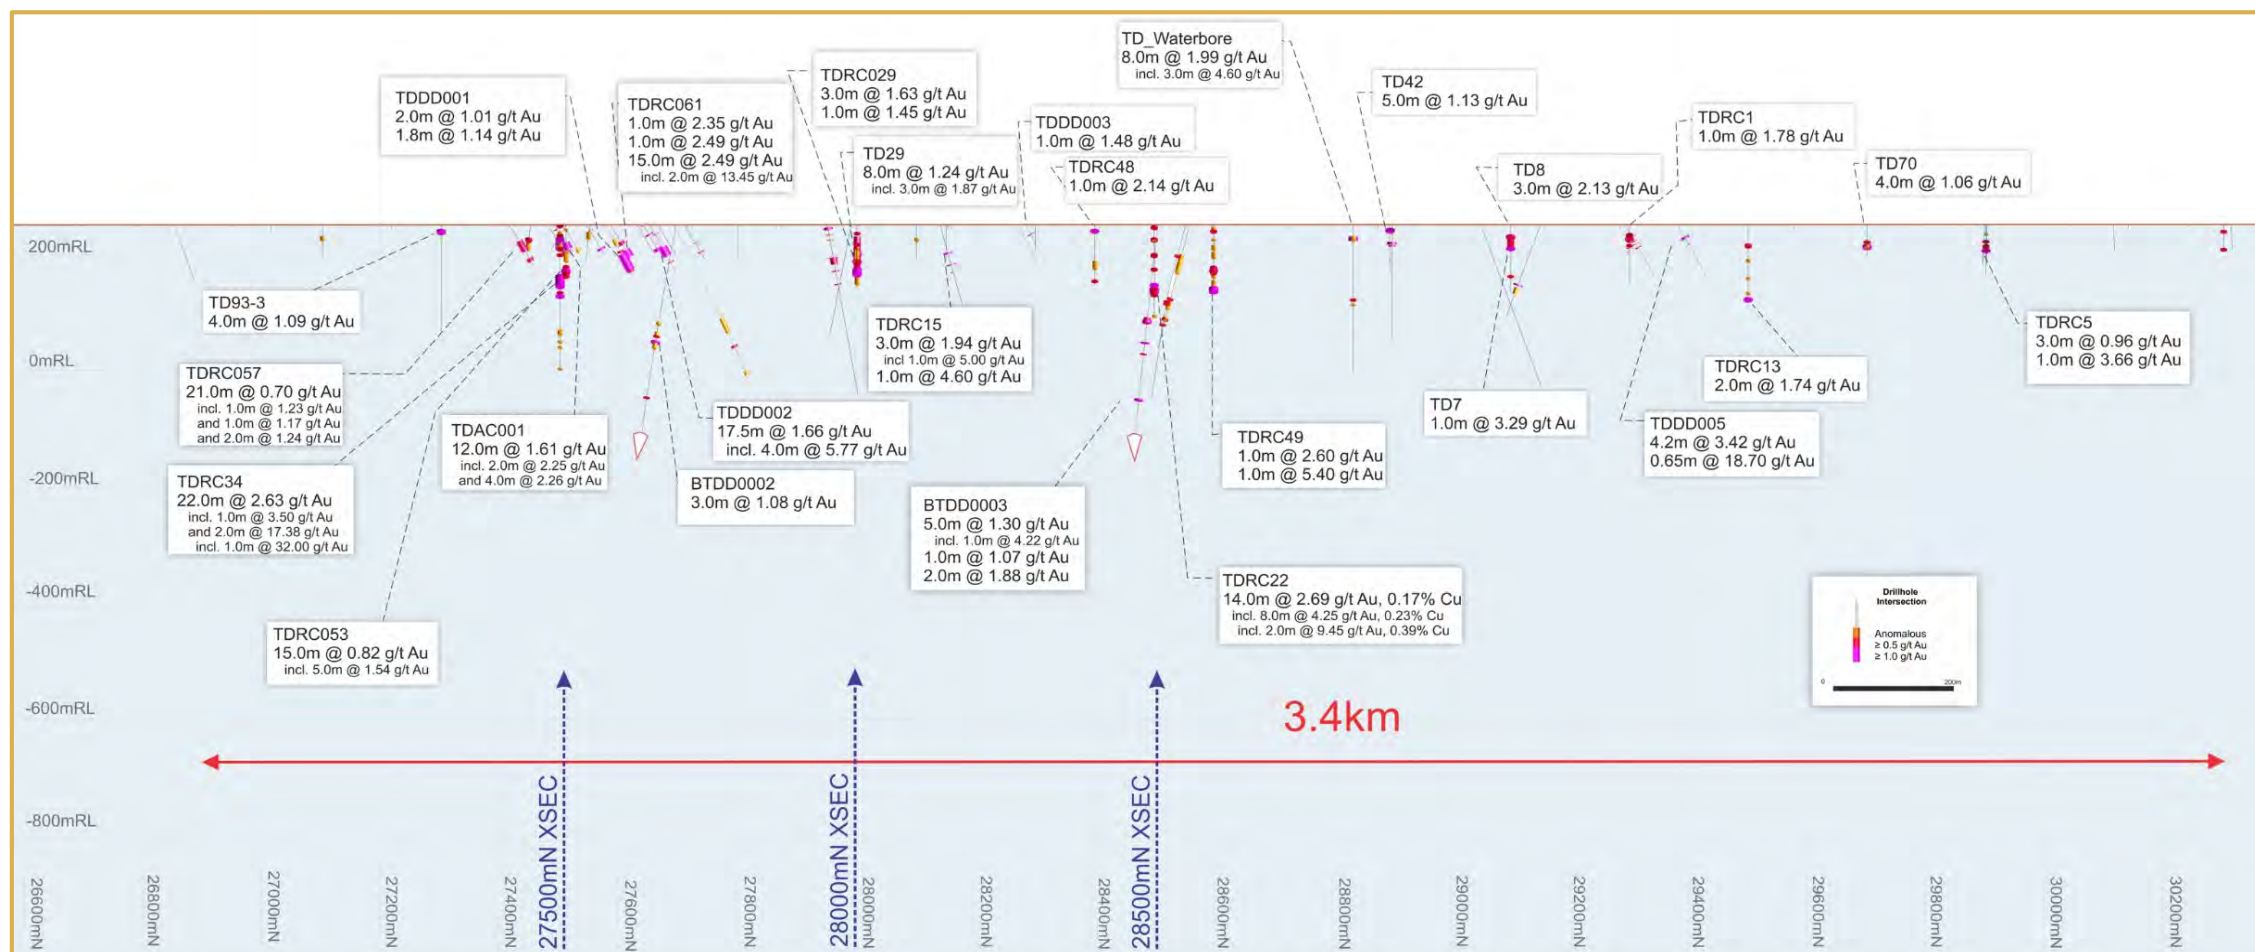 TDDD001
2.0m @ 1.01 g/t Au
1.8m @ 1.14 g/t Au
TDRC061
1.0m @ 2.35 g/t Au
1.0m @ 2.49 g/t Au
15.0m @ 2.49 g/t Au
incl. 2.0m @ 13.45 g/t Au
TDRC029
3.0m @ 1.63 g/t Au
1.0m @ 1.45 g/t Au
TD29
8.0m @ 1.24 g/t Au
incl. 3.0m @ 1.87 g/t Au
TDDD003
1.0m @ 1.48 g/t Au
TDRC48
1.0m @ 2.14 g/t Au
TD_Waterbore
8.0m @ 1.99 g/t Au
incl. 3.0m @ 4.60 g/t Au
TD42
5.0m @ 1.13 g/t Au
TD8
3.0m @ 2.13 g/t Au
TDRC1
1.0m @ 1.78 g/t Au
TD70
4.0m @ 1.06 g/t Au
200mRL
0mRL
-200mRL
-400mRL
-600mRL
-800mRL
TD93-3
4.0m @ 1.09 g/t Au
TDRC057
21.0m @ 0.70 g/t Au
incl. 1.0m @ 1.23 g/t Au
and 1.0m @ 1.17 g/t Au
and 2.0m @ 1.24 g/t Au
TDRC34
22.0m @ 2.63 g/t Au
incl. 1.0m @ 3.50 g/t Au
and 2.0m @ 17.38 g/t Au
incl. 1.0m @ 32.00 g/t Au
TDRC053
15.0m @ 0.82 g/t Au
incl. 5.0m @ 1.54 g/t Au
TDAC001
12.0m @ 1.61 g/t Au
incl. 2.0m @ 2.25 g/t Au
and 4.0m @ 2.26 g/t Au
TDDD002
17.5m @ 1.66 g/t Au
incl. 4.0m @ 5.77 g/t Au
BTDD0002
3.0m @ 1.08 g/t Au
TDRC15
3.0m @ 1.94 g/t Au
incl 1.0m @ 5.00 g/t Au
1.0m @ 4.60 g/t Au
BTDD0003
5.0m @ 1.30 g/t Au
incl. 1.0m @ 4.22 g/t Au
1.0m @ 1.07 g/t Au
2.0m @ 1.88 g/t Au
TDRC49
1.0m @ 2.60 g/t Au
1.0m @ 5.40 g/t Au
TDRC22
14.0m @ 2.69 g/t Au, 0.17% Cu
incl. 8.0m @ 4.25 g/t Au, 0.23% Cu
incl. 2.0m @ 9.45 g/t Au, 0.39% Cu
TD7
1.0m @ 3.29 g/t Au
TDDD005
4.2m @ 3.42 g/t Au
0.65m @ 18.70 g/t Au
TDRC13
2.0m @ 1.74 g/t Au
TDRC5
3.0m @ 0.96 g/t Au
1.0m @ 3.66 g/t Au
Drillhole
Intersection
Anomalous
≥ 0.5 g/t Au
≥ 1.0 g/t Au
0 200m
3.4km
27500mN XSEC
28000mN XSEC
28500mN XSEC
26600mN
26800mN
27000mN
27200mN
27400mN
27600mN
27800mN
28000mN
28200mN
28400mN
28600mN
28800mN
29000mN
29200mN
29400mN
29600mN
29800mN
30000mN
30200mN